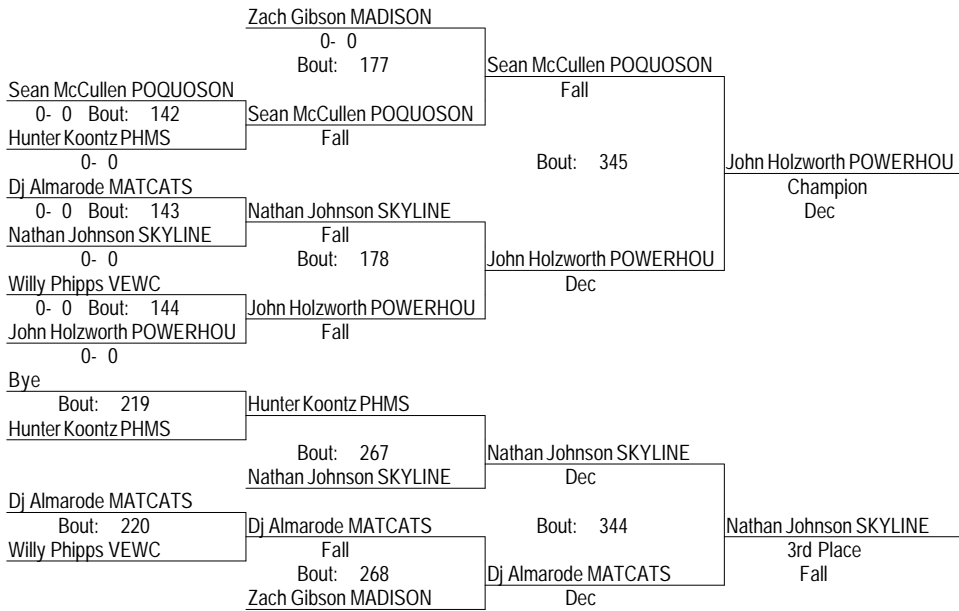 Zach Gibson MADISON
0- 0
Bout: 177
Sean McCullen POQUOSON
Fall
Sean McCullen POQUOSON
0- 0 Bout: 142
Sean McCullen POQUOSON
Fall
Hunter Koontz PHMS
0- 0
Bout: 345
John Holzworth POWERHOU
Champion
Dec
Dj Almarode MATCATS
0- 0 Bout: 143
Nathan Johnson SKYLINE
Fall
Nathan Johnson SKYLINE
0- 0
Bout: 178
John Holzworth POWERHOU
Dec
Willy Phipps VEWC
0- 0 Bout: 144
John Holzworth POWERHOU
Fall
John Holzworth POWERHOU
0- 0
Bye
Bout: 219
Hunter Koontz PHMS
Hunter Koontz PHMS
Bout: 267
Nathan Johnson SKYLINE
Dec
Nathan Johnson SKYLINE
Dj Almarode MATCATS
Bout: 220
Dj Almarode MATCATS
Fall
Bout: 344
Nathan Johnson SKYLINE
3rd Place
Fall
Willy Phipps VEWC
Bout: 268
Dj Almarode MATCATS
Dec
Zach Gibson MADISON